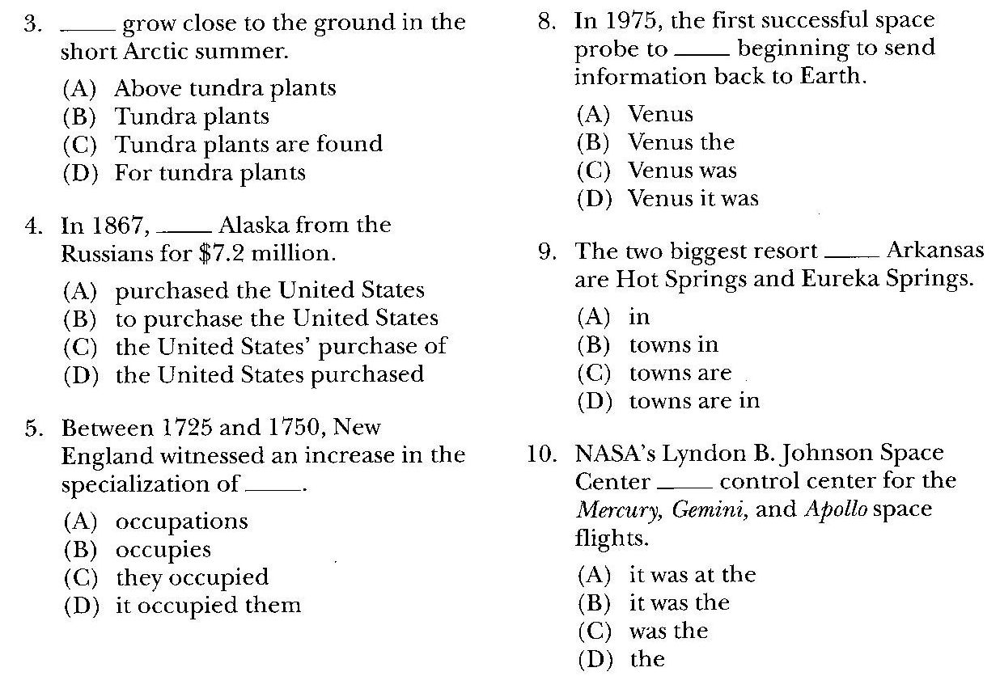 3. _____ grow close to the ground in the
short Arctic summer.
(A) Above tundra plants
(B) Tundra plants
(C) Tundra plants are found
(D) For tundra plants
4. In 1867, _____ Alaska from the
Russians for $7.2 million.
(A) purchased the United States
(B) to purchase the United States
(C) the United States' purchase of
(D) the United States purchased
5. Between 1725 and 1750, New
England witnessed an increase in the
specialization of _____.
(A) occupations
(B) occupies
(C) they occupied
(D) it occupied them
8. In 1975, the first successful space
probe to _____ beginning to send
information back to Earth.
(A) Venus
(B) Venus the
(C) Venus was
(D) Venus it was
9. The two biggest resort _____ Arkansas
are Hot Springs and Eureka Springs.
(A) in
(B) towns in
(C) towns are
(D) towns are in
10. NASA's Lyndon B. Johnson Space
Center _____ control center for the
Mercury, Gemini, and Apollo space
flights.
(A) it was at the
(B) it was the
(C) was the
(D) the